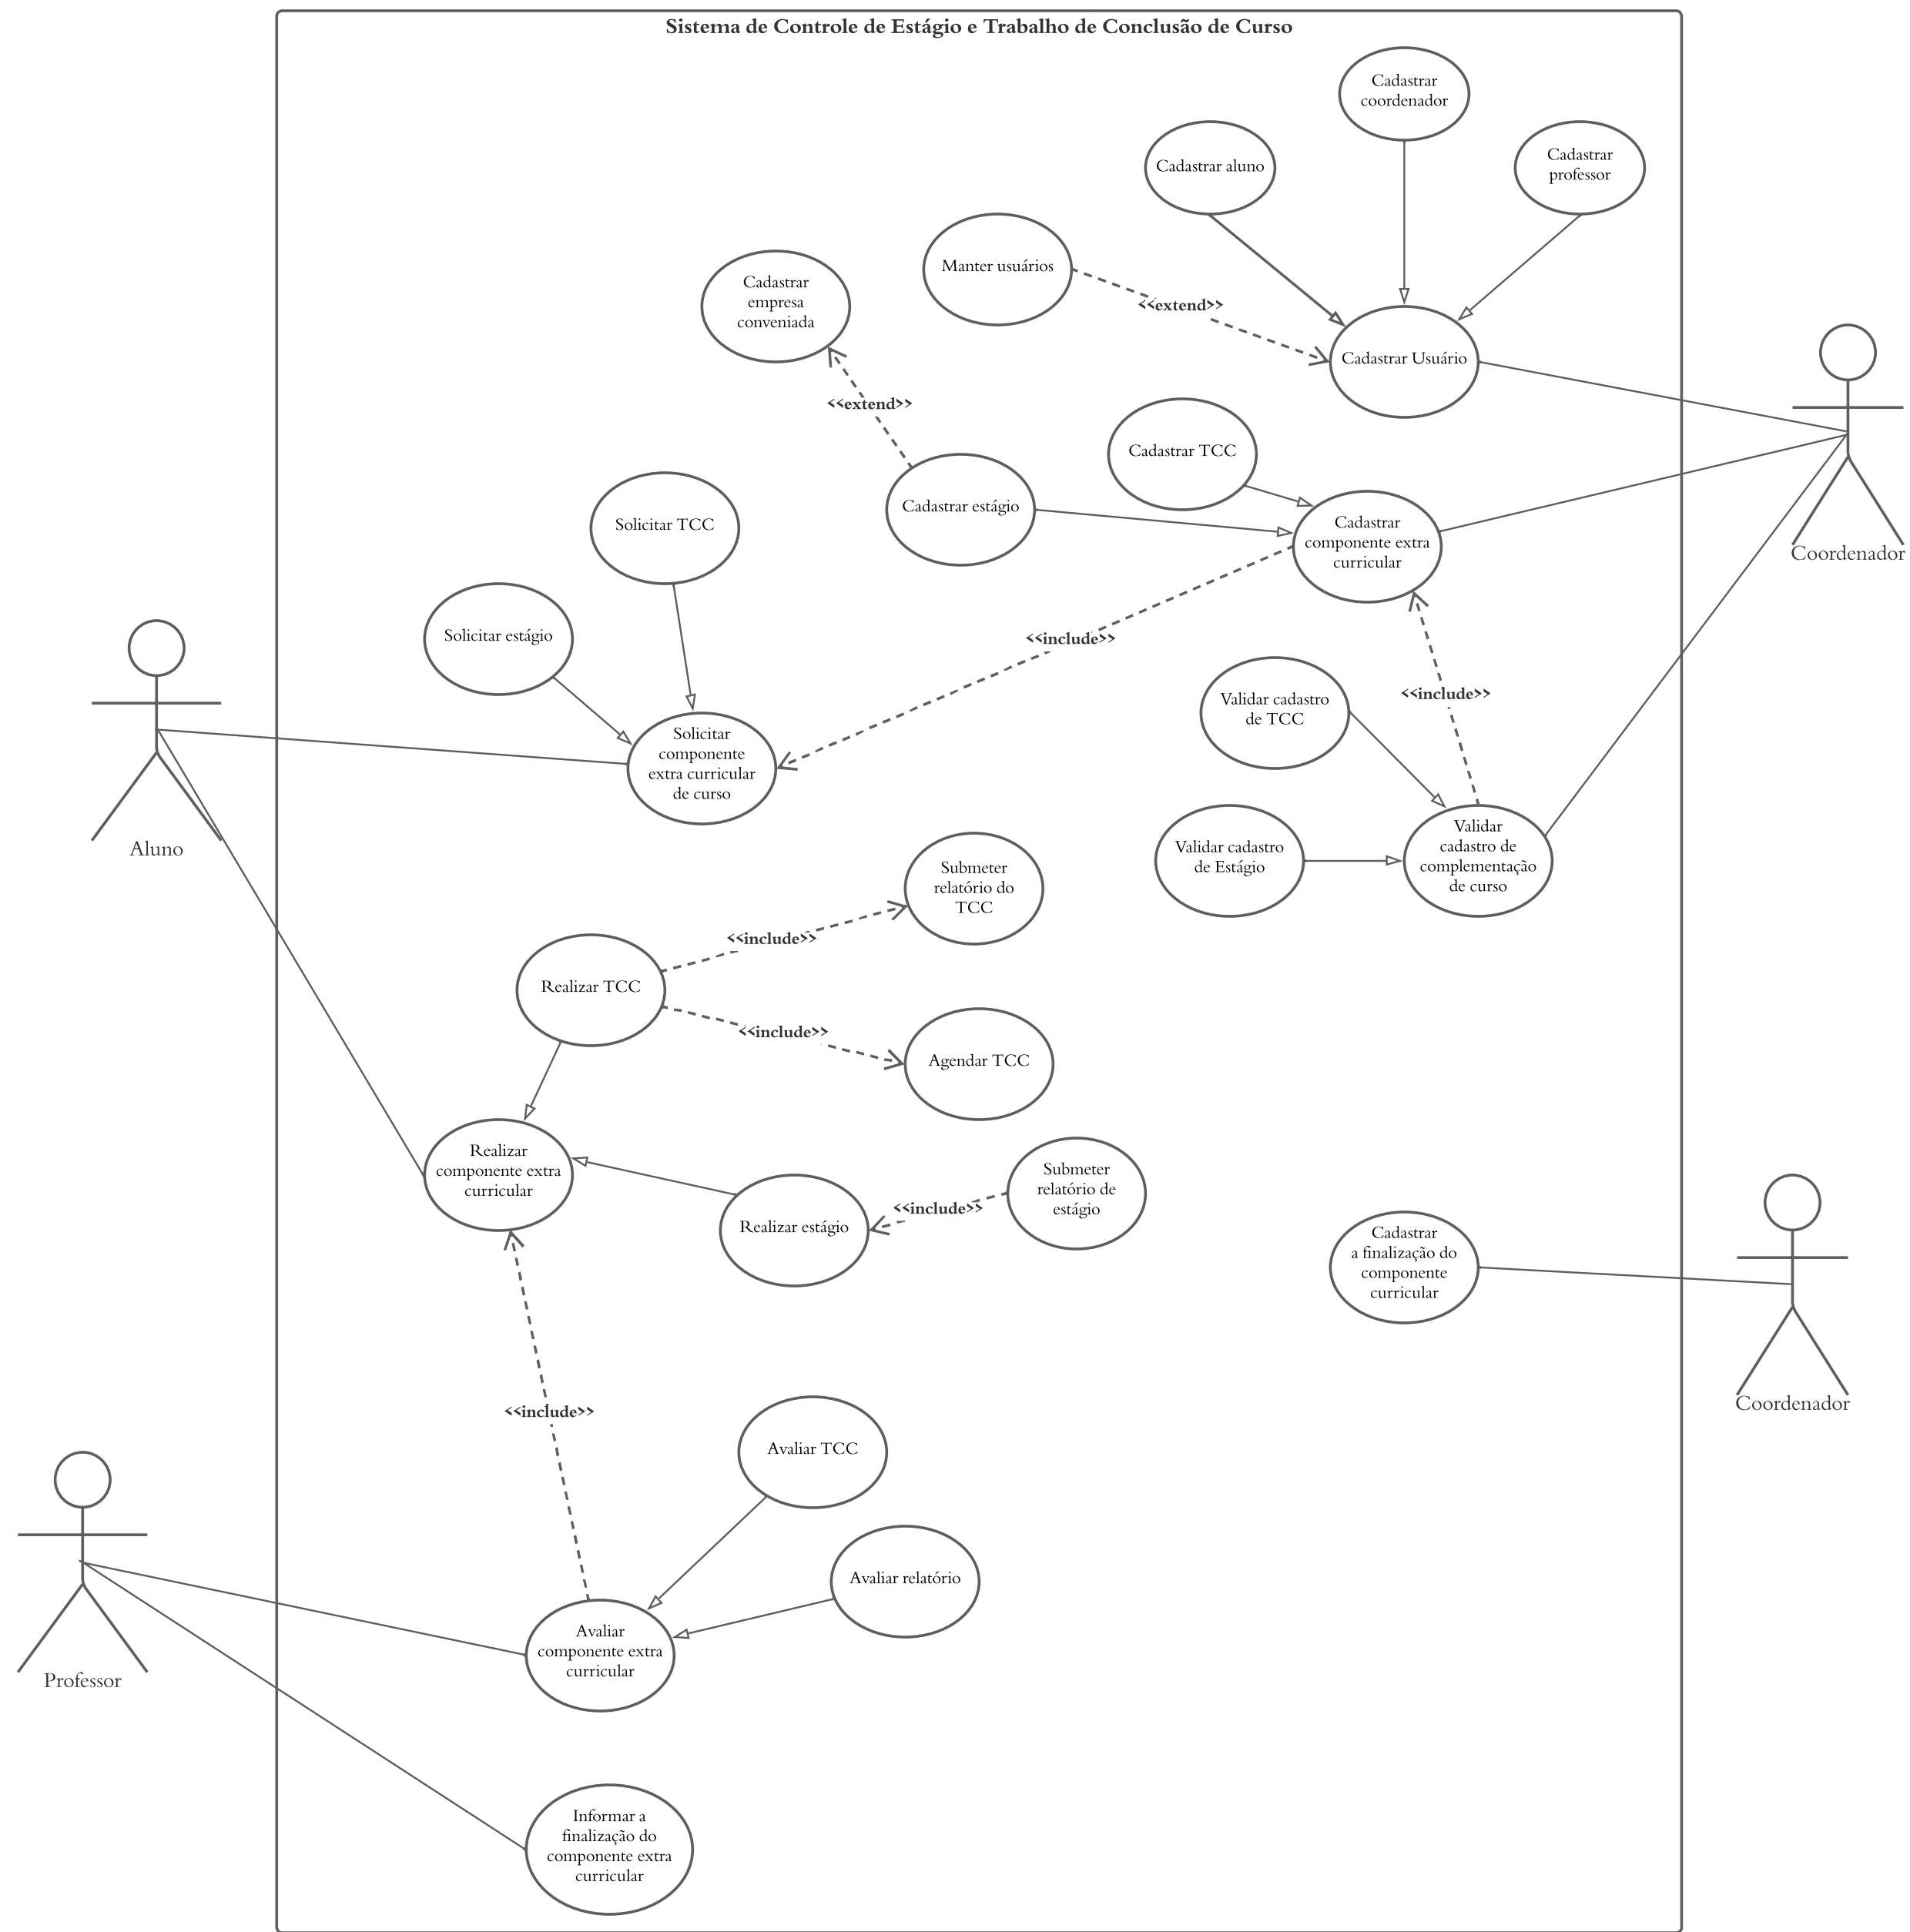 Sistema de Controle de Estágio e Trabalho de Conclusão de Curso
Cadastrar
coordenador
Cadastrar aluno
Cadastrar
professor
Manter usuários
<<extend>>
Cadastrar
empresa
conveniada
Cadastrar Usuário
<<extend>>
Cadastrar TCC
Cadastrar estágio
Cadastrar
componente extra
curricular
Coordenador
Solicitar TCC
Solicitar estágio
<<include>>
<<include>>
Validar cadastro
de TCC
Solicitar
componente
extra curricular
de curso
Aluno
Validar cadastro
de Estágio
Validar
cadastro de
complementação
de curso
Submeter
relatório do
TCC
<<include>>
Realizar TCC
<<include>>
Agendar TCC
Realizar
componente extra
curricular
Submeter
relatório de
estágio
<<include>>
Realizar estágio
Cadastrar
a finalização do
componente
curricular
Coordenador
<<include>>
Avaliar TCC
Avaliar relatório
Avaliar
componente extra
curricular
Professor
Informar a
finalização do
componente extra
curricular